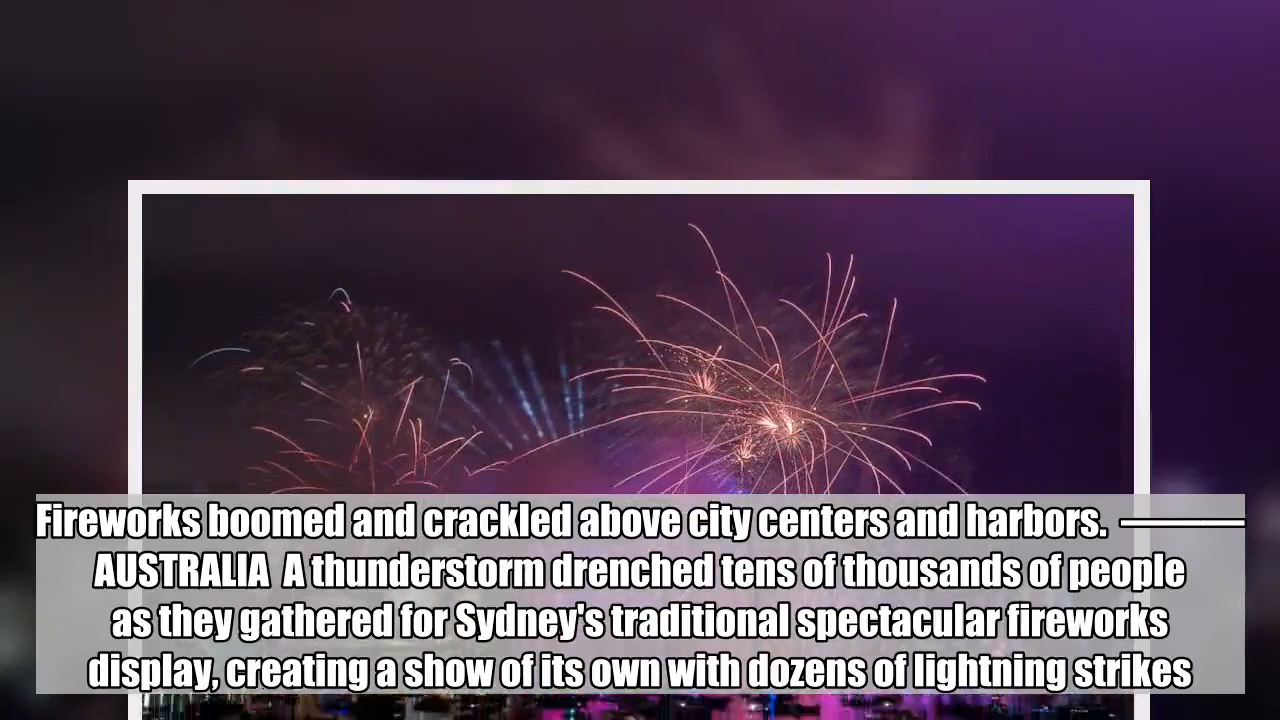 Fireworks boomed and crackled above city centers and harbors. ———
AUSTRALIA A thunderstorm drenched tens of thousands of people
as they gathered for Sydney's traditional spectacular fireworks
display, creating a show of its own with dozens of lightning strikes